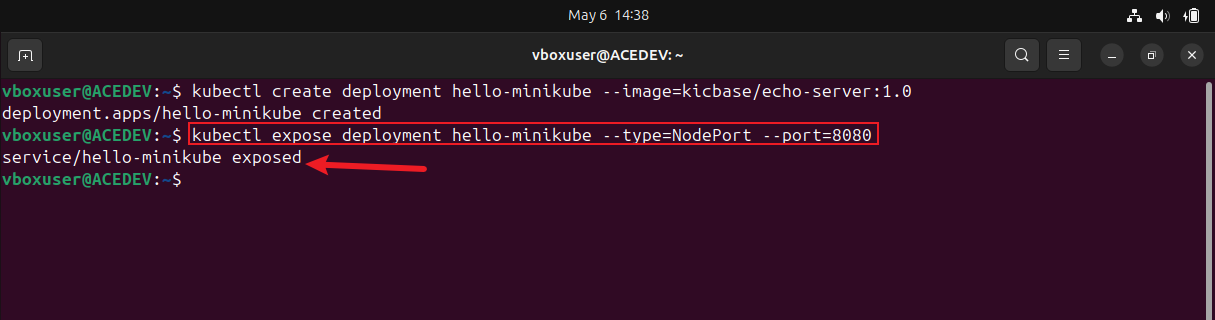 May 6 14:38
vboxuser@ACEDEV: ~
vboxuser@ACEDEV:~$ kubectl create deployment hello-minikube --image=kicbase/echo-server:1.0
deployment.apps/hello-minikube created
vboxuser@ACEDEV:~$ kubectl expose deployment hello-minikube --type=NodePort --port=8080
service/hello-minikube exposed
vboxuser@ACEDEV:~$